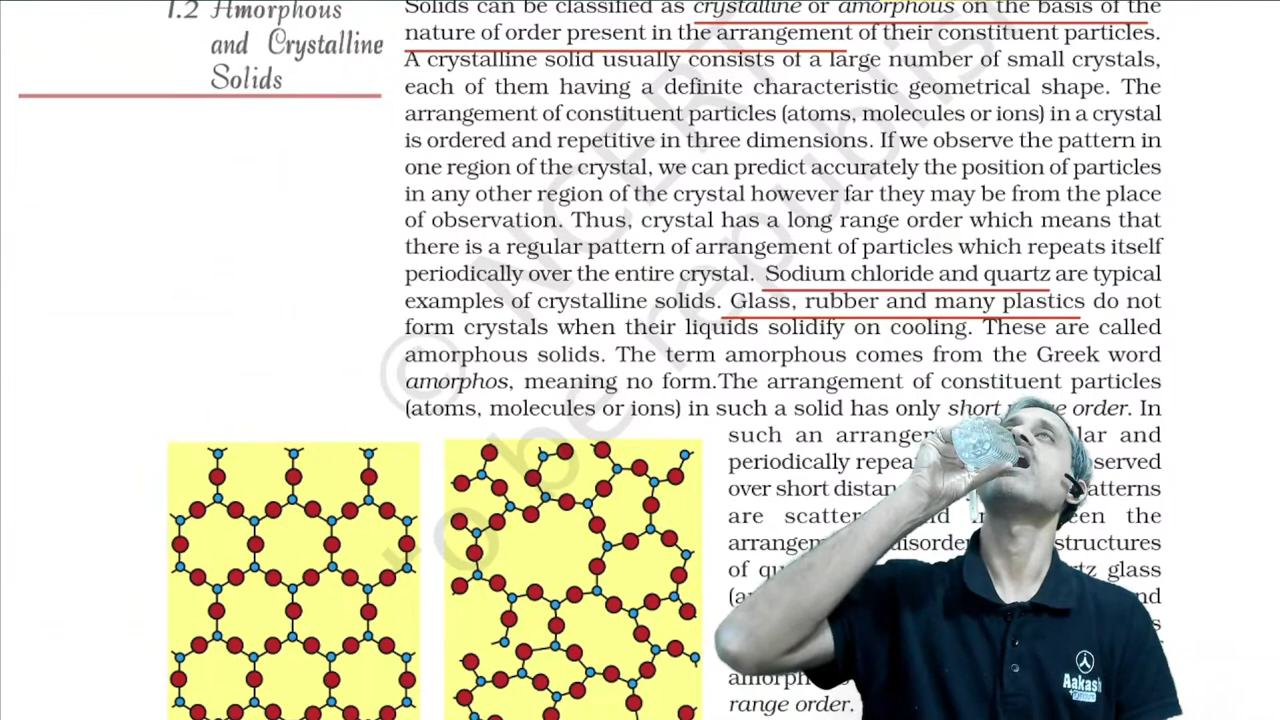 1.2 Amorphous
and Crystalline
Solids
Solids can be classified as crystalline or amorphous on the basis of the
nature of order present in the arrangement of their constituent particles.
A crystalline solid usually consists of a large number of small crystals,
each of them having a definite characteristic geometrical shape. The
arrangement of constituent particles (atoms, molecules or ions) in a crystal
is ordered and repetitive in three dimensions. If we observe the pattern in
one region of the crystal, we can predict accurately the position of particles
in any other region of the crystal however far they may be from the place
of observation. Thus, crystal has a long range order which means that
there is a regular pattern of arrangement of particles which repeats itself
periodically over the entire crystal. Sodium chloride and quartz are typical
examples of crystalline solids. Glass, rubber and many plastics do not
form crystals when their liquids solidify on cooling. These are called
amorphous solids. The term amorphous comes from the Greek word
amorphos, meaning no form.The arrangement of constituent particles
(atoms, molecules or ions) in such a solid has only short order. In
such an and
periodically
over short
are the
structures
of glass
range order.
© NCERT
to be republish
Aakash